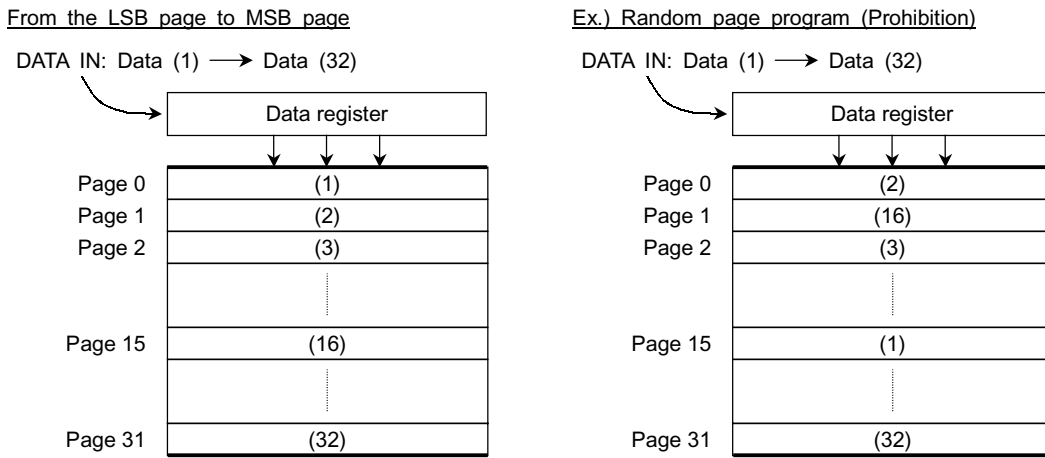 From the LSB page to MSB page
DATA IN: Data (1) → Data (32)
Data register
Page 0 (1)
Page 1 (2)
Page 2 (3)
Page 15 (16)
Page 31 (32)
Ex.) Random page program (Prohibition)
DATA IN: Data (1) → Data (32)
Data register
Page 0 (2)
Page 1 (16)
Page 2 (3)
Page 15 (1)
Page 31 (32)